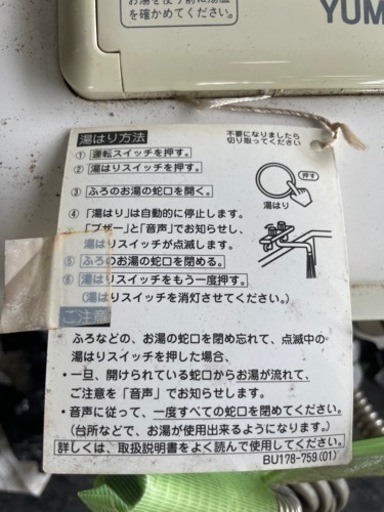 お湯を使う前に湯温
を確かめてください。
YUM
湯はり方法
不要になりましたら
切り取ってください
① 運転スイッチを押す。
② 湯はりスイッチを押す。
③ ふろのお湯の蛇口を開く。
押す
湯はり
④ 「湯はり」は自動的に停止します。
「ブザー」と「音声」でお知らせし、
湯はりスイッチが点滅します。
⑤ ふろのお湯の蛇口を閉める。
⑥ 湯はりスイッチをもう一度押す。
(湯はりスイッチを消灯させてください。)
ご注意
ふろなどの、お湯の蛇口を閉め忘れて、点滅中の
湯はりスイッチを押した場合、
・一旦、開けられている蛇口からお湯が流れて、
ご注意を「音声」でお知らせします。
・音声に従って、一度すべての蛇口を閉めてください。
(台所などで、お湯が使用出来るようになります。)
詳しくは、取扱説明書をよく読んで使用してください。
BU178-759(01)